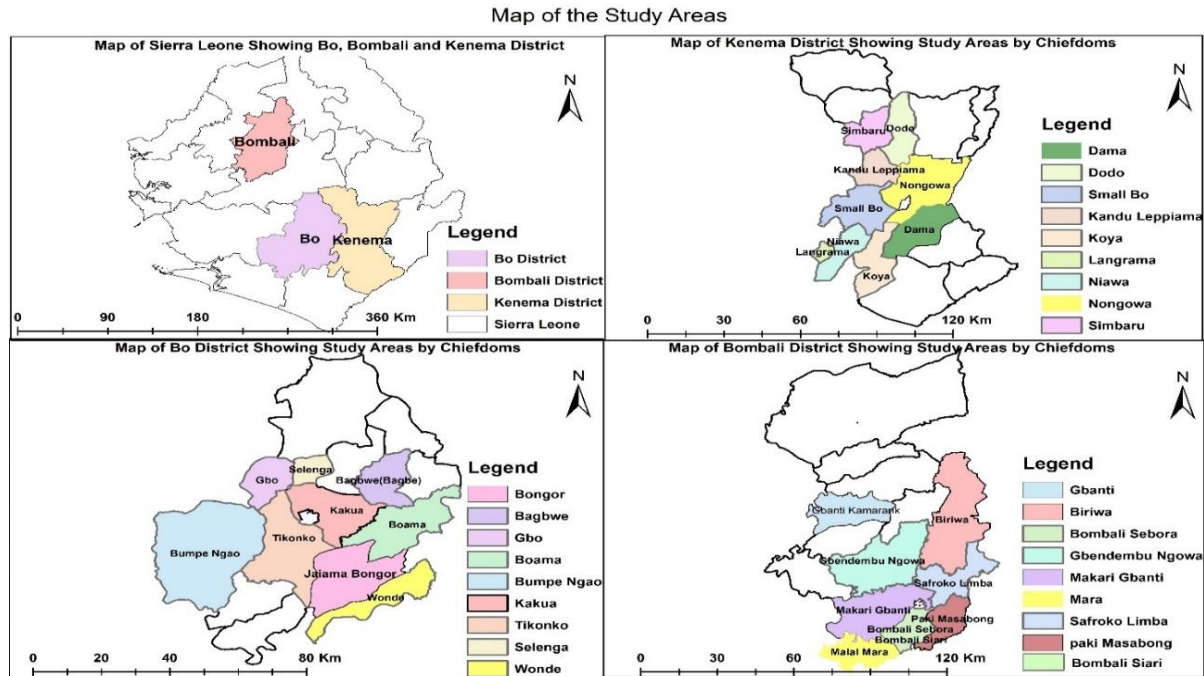 Map of the Study Areas
Map of Sierra Leone Showing Bo, Bombali and Kenema District
N
Bombali
Bo
Kenema
Legend
Bo District
Bombali District
Kenema District
Sierra Leone
0 90 180 360 Km
Map of Kenema District Showing Study Areas by Chiefdoms
N
Simbaru
Dodo
Kandu Leppiama
Nongowa
Small Bo
Dama
Niawa
Langrama
Koya
Legend
Dama
Dodo
Small Bo
Kandu Leppiama
Koya
Langrama
Niawa
Nongowa
Simbaru
0 60 120 Km
Map of Bo District Showing Study Areas by Chiefdoms
N
Selenga
Gbo
Bagbwe(Bagbe)
Kakua
Boama
Tikonko
Bumpe Ngao
Jaiama Bongor
Wonde
Legend
Bongor
Bagbwe
Gbo
Boama
Bumpe Ngao
Kakua
Tikonko
Selenga
Wonde
0 20 40 80 Km
Map of Bombali District Showing Study Areas by Chiefdoms
N
Gbanti Kamarank
Biriwa
Gbendembu Ngowa
Safroko Limba
Makari Gbanti
Paki Masabong
Bombali Sebora
Bombali Siari
Malal Mara
Legend
Gbanti
Biriwa
Bombali Sebora
Gbendembu Ngowa
Makari Gbanti
Mara
Safroko Limba
paki Masabong
Bombali Siari
0 30 60 120 Km